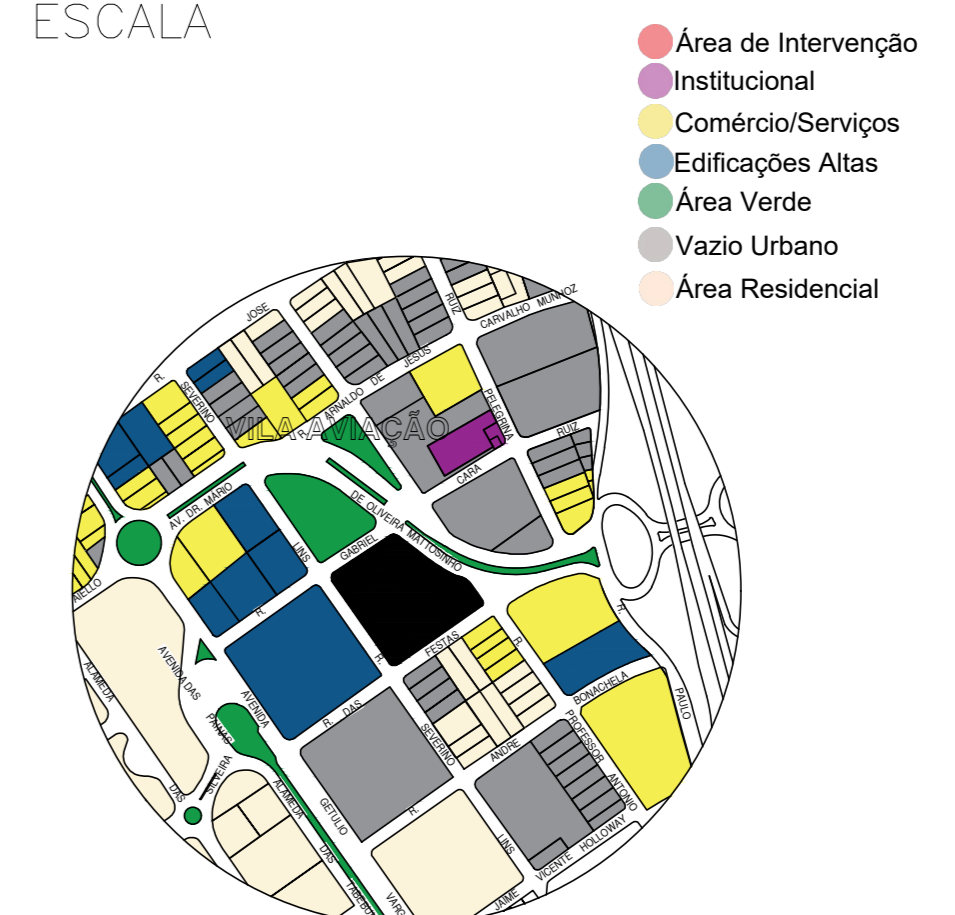 ESCALA
Área de Intervenção
Institucional
Comércio/Serviços
Edificações Altas
Área Verde
Vazio Urbano
Área Residencial
JOSE
RUIZ
CARVALHO MUNHOZ
R.
SEVERINO
ARNALDO DE JESUS
R.
VILA AVIAÇÃO
PELEGRINA
CARA
RUIZ
AV. DR. MARIO
DE OLIVEIRA MATTOSINHO
LINS
GABRIEL
AIELLO
R.
R.
FESTAS
R.
R.
ALAMEDA
AVENIDA DAS
AVENIDA
R. DAS
BONACHELA
PAULO
PAINAS
SEVERINO
ANDRE
PROFESSOR
ANTONIO
SILVEIRA
DAS
ALAMEDA
GETULIO
R.
DAS
LINS
VICENTE HOLLOWAY
JAIME
VARG